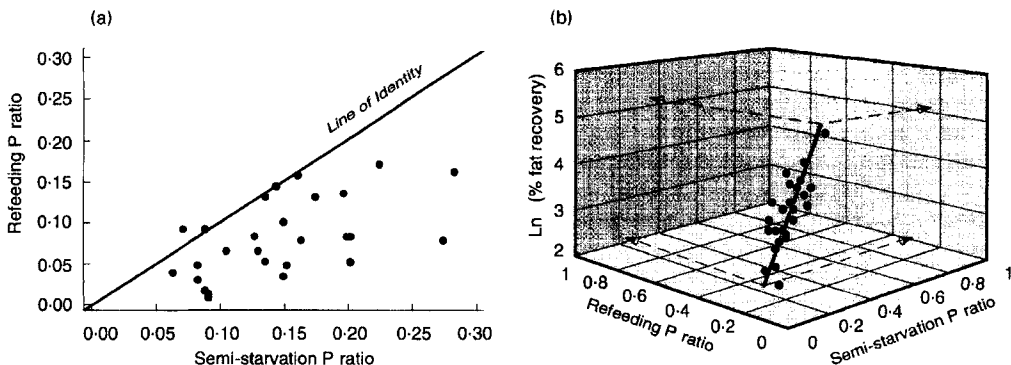 (a)
Refeeding P ratio
0·30
0·25
0·20
0·15
0·10
0·05
0·00
Line of Identity
0·00 0·05 0·10 0·15 0·20 0·25 0·30
Semi-starvation P ratio
(b)
Ln (% fat recovery)
6
5
4
3
2
1 0·8 0·6 0·4 0·2 0
Refeeding P ratio
0 0·2 0·4 0·6 0·8 1
Semi-starvation P ratio